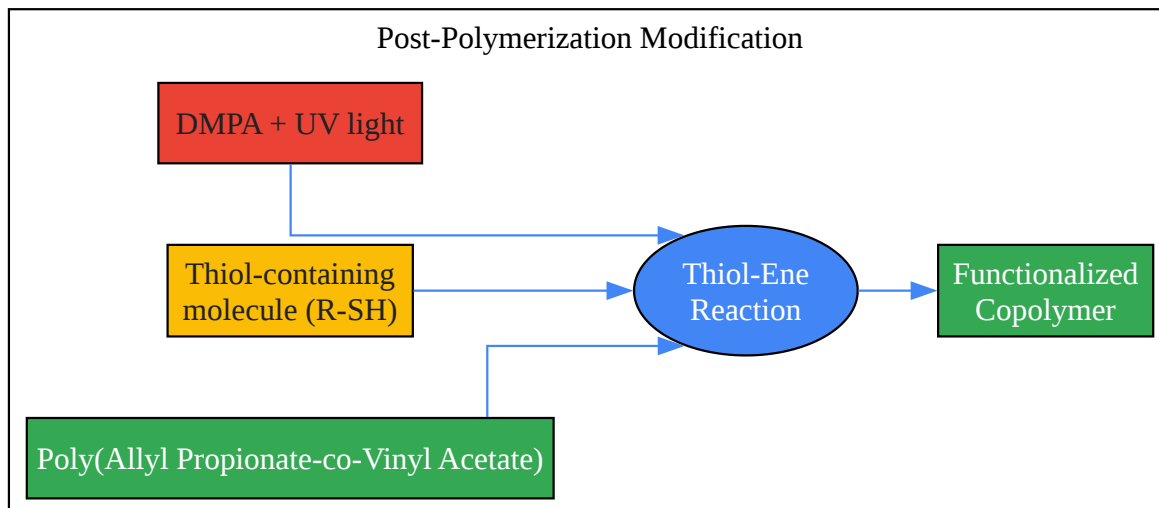 Post-Polymerization Modification
DMPA + UV light
Thiol-containing
molecule (R-SH)
Thiol-Ene
Reaction
Functionalized
Copolymer
Poly(Allyl Propionate-co-Vinyl Acetate)